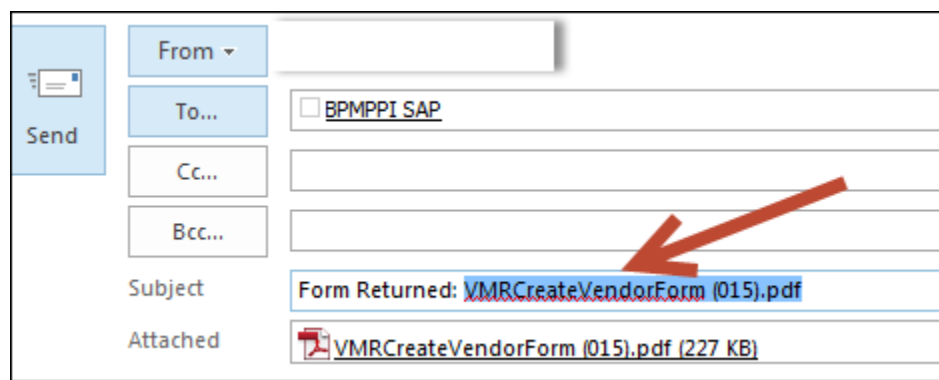 From
To...
BPMPPI SAP
Send
Cc...
Bcc...
Subject
Form Returned: VMRCreateVendorForm (015).pdf
Attached
VMRCreateVendorForm (015).pdf (227 KB)